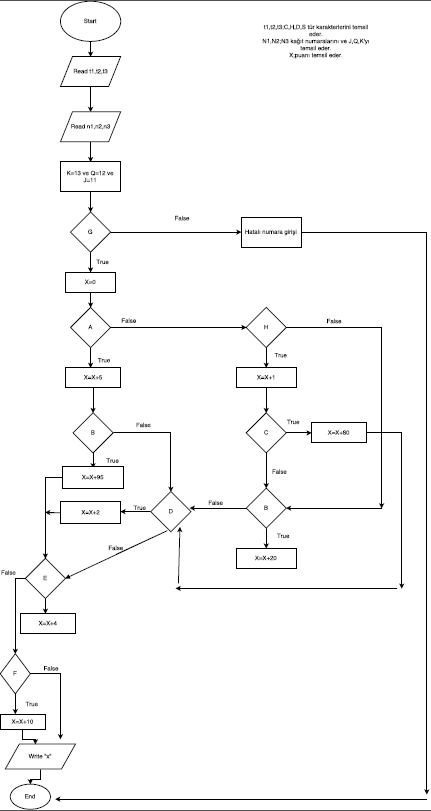 Start
t1,t2,t3;C,H,D,S tür karakterlerini temsil
eder.
N1,N2;N3 kağıt numaralarını ve J,Q,K'yı
temsil eder.
X;puanı temsil eder.
Read t1,t2,t3
Read n1,n2,n3
K=13 ve Q=12 ve
J=11
G
False
Hatalı numara girişi
True
X=0
A
False
H
False
True
True
X=X+5
X=X+1
B
False
C
True
X=X+80
True
False
X=X+95
X=X+2
True
D
False
B
False
True
X=X+20
False
E
X=X+4
F
False
True
X=X+10
Write "x"
End